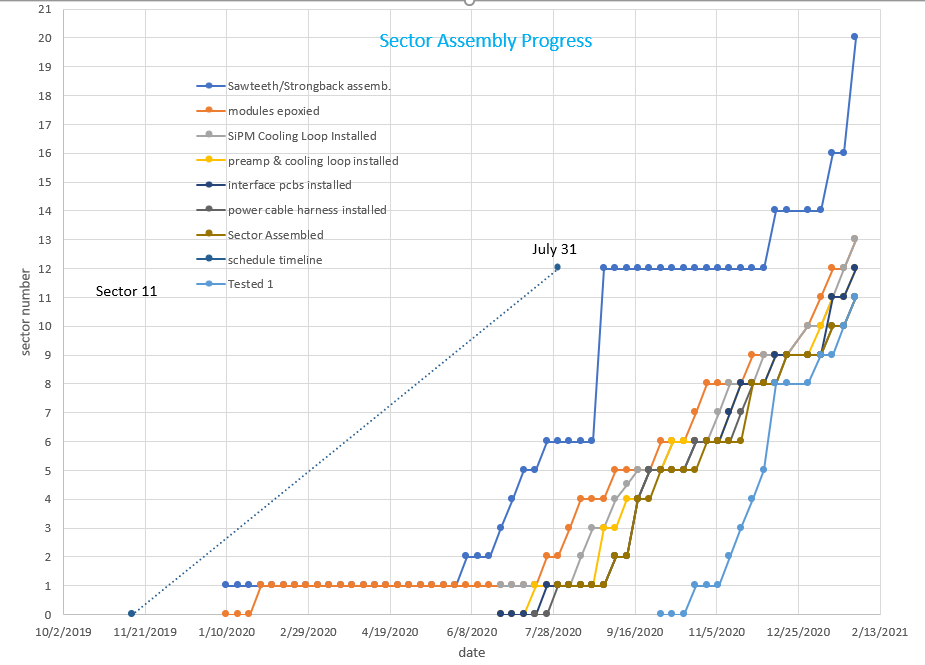 Sector Assembly Progress
21
20
19
18
17
16
15
14
13
12
11
10
9
8
7
6
5
4
3
2
1
0
sector number
Sawteeth/Strongback assemb.
modules epoxied
SiPM Cooling Loop Installed
preamp & cooling loop installed
interface pcbs installed
power cable harness installed
Sector Assembled
schedule timeline
Tested 1
July 31
Sector 11
10/2/2019 11/21/2019 1/10/2020 2/29/2020 4/19/2020 6/8/2020 7/28/2020 9/16/2020 11/5/2020 12/25/2020 2/13/2021
date